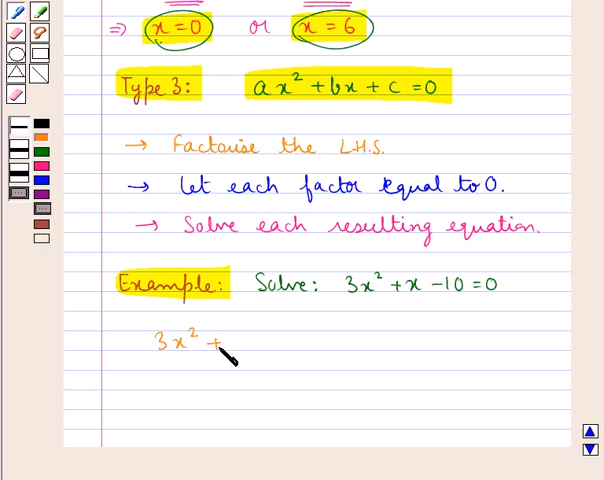 ⇒ x = 0 or x = 6
Type 3: ax² + bx + c = 0
→ Factorise the L.H.S.
→ Let each factor equal to 0.
→ Solve each resulting equation.
Example: Solve: 3x² + x - 10 = 0
3x² +